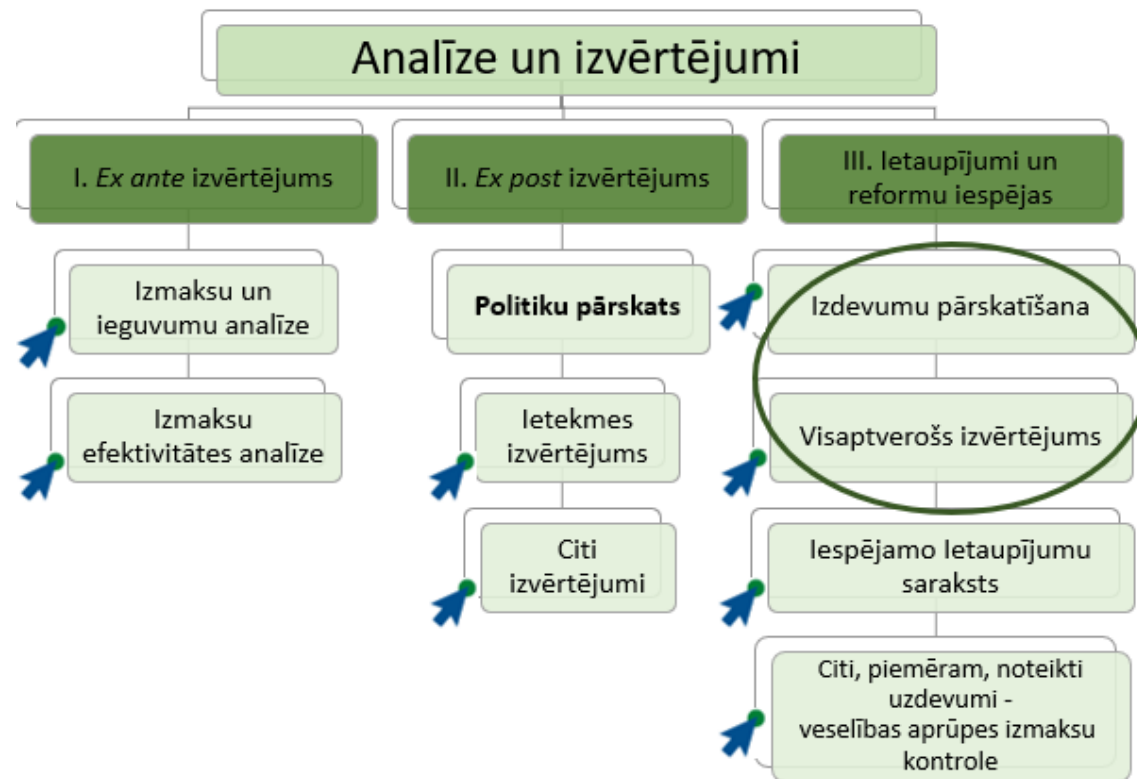 Analīze un izvērtējumi
I. Ex ante izvērtējums
Izmaksu un
ieguvumu analīze
Izmaksu
efektivitātes analīze
II. Ex post izvērtējums
Politiku pārskats
Ietekmes
izvērtējums
Citi
izvērtējumi
III. Ietaupījumi un
reformu iespējas
Izdevumu pārskatīšana
Visaptverošs izvērtējums
Iespējamo Ietaupījumu
saraksts
Citi, piemēram, noteikti
uzdevumi -
veselības aprūpes izmaksu
kontrole